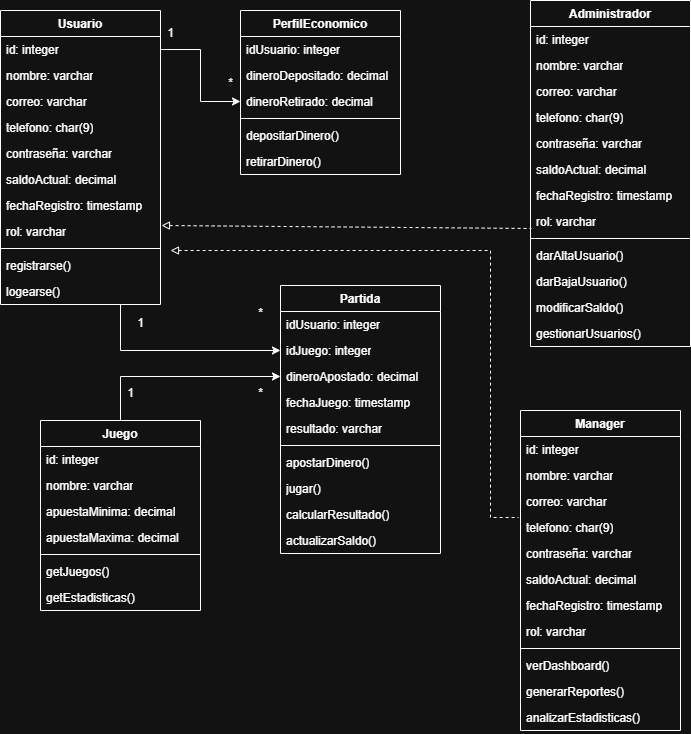 Usuario
id: integer
nombre: varchar
correo: varchar
telefono: char(9)
contraseña: varchar
saldoActual: decimal
fechaRegistro: timestamp
rol: varchar
registrarse()
logearse()
1
*
PerfilEconomico
idUsuario: integer
dineroDepositado: decimal
dineroRetirado: decimal
depositarDinero()
retirarDinero()
Administrador
id: integer
nombre: varchar
correo: varchar
telefono: char(9)
contraseña: varchar
saldoActual: decimal
fechaRegistro: timestamp
rol: varchar
darAltaUsuario()
darBajaUsuario()
modificarSaldo()
gestionarUsuarios()
1
*
Partida
idUsuario: integer
idJuego: integer
dineroApostado: decimal
fechaJuego: timestamp
resultado: varchar
apostarDinero()
jugar()
calcularResultado()
actualizarSaldo()
1
*
Juego
id: integer
nombre: varchar
apuestaMinima: decimal
apuestaMaxima: decimal
getJuegos()
getEstadisticas()
Manager
id: integer
nombre: varchar
correo: varchar
telefono: char(9)
contraseña: varchar
saldoActual: decimal
fechaRegistro: timestamp
rol: varchar
verDashboard()
generarReportes()
analizarEstadisticas()